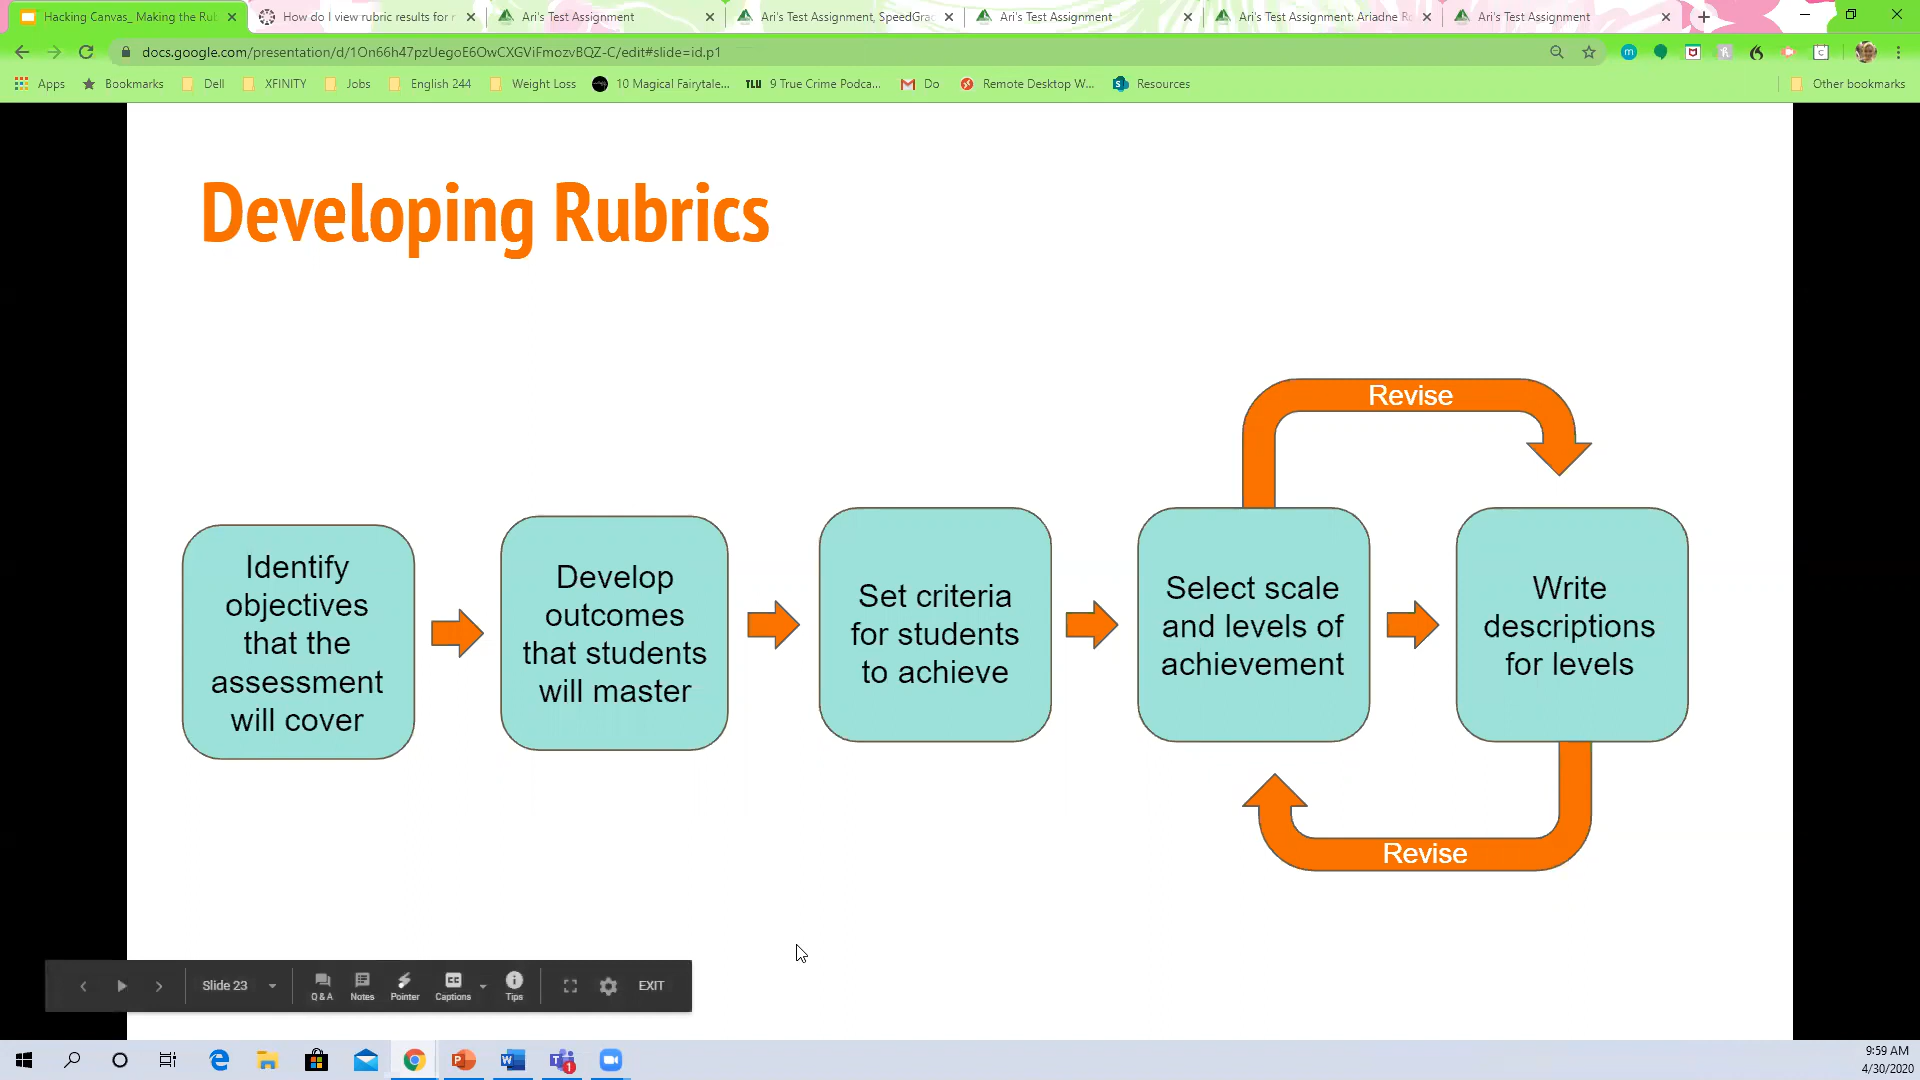 Hacking Canvas_ Making the Rub
How do I view rubric results for r
Ari's Test Assignment
Ari's Test Assignment, SpeedGrad
Ari's Test Assignment
Ari's Test Assignment: Ariadne Ro
Ari's Test Assignment
docs.google.com/presentation/d/1On66h47pzUegoE6OwCXGViFmozvBQZ-C/edit#slide=id.p1
Apps
Bookmarks
Dell
XFINITY
Jobs
English 244
Weight Loss
10 Magical Fairytale...
TLU
9 True Crime Podca...
Do
Remote Desktop W...
Resources
Other bookmarks
Developing Rubrics
Revise
Identify
objectives
that the
assessment
will cover
Develop
outcomes
that students
will master
Set criteria
for students
to achieve
Select scale
and levels of
achievement
Write
descriptions
for levels
Revise
Slide 23
Q & A
Notes
Pointer
CC
Captions
Tips
EXIT
9:59 AM
4/30/2020